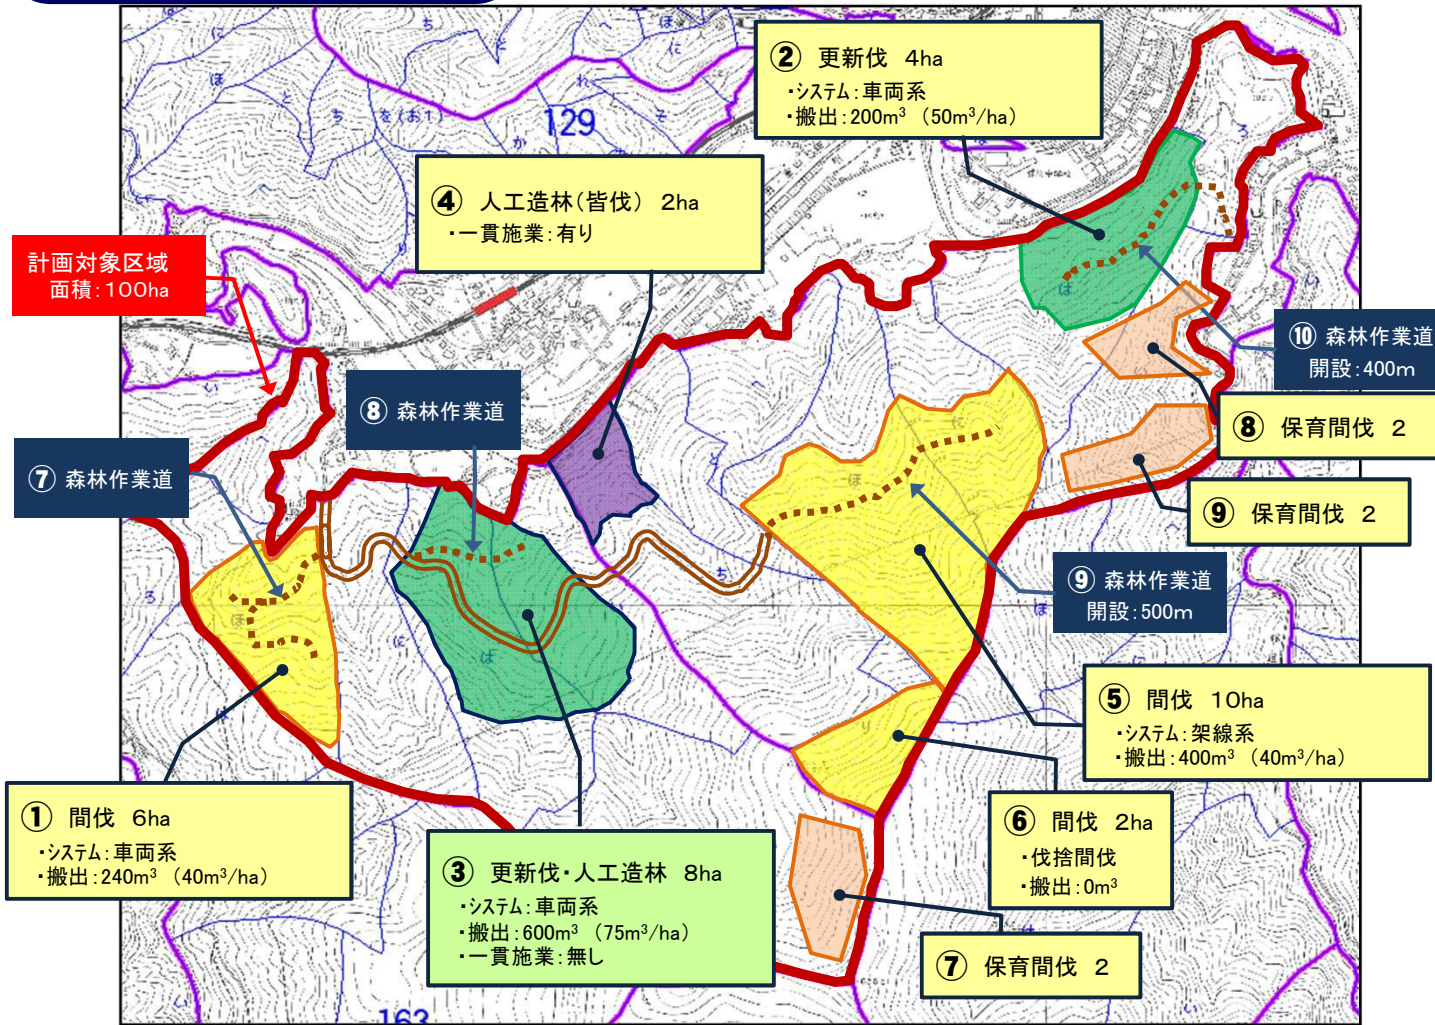 ② 更新伐 4ha
・システム：車両系
・搬出：200m³ （50m³/ha）
129
④ 人工造林（皆伐） 2ha
・一貫施業：有り
計画対象区域
面積：100ha
⑩ 森林作業道
開設：400m
⑧ 森林作業道
⑧ 保育間伐 2
⑦ 森林作業道
⑨ 保育間伐 2
⑨ 森林作業道
開設：500m
⑤ 間伐 10ha
・システム：架線系
・搬出：400m³ （40m³/ha）
① 間伐 6ha
・システム：車両系
・搬出：240m³ （40m³/ha）
⑥ 間伐 2ha
・伐捨間伐
・搬出：0m³
③ 更新伐・人工造林 8ha
・システム：車両系
・搬出：600m³ （75m³/ha）
・一貫施業：無し
⑦ 保育間伐 2
163